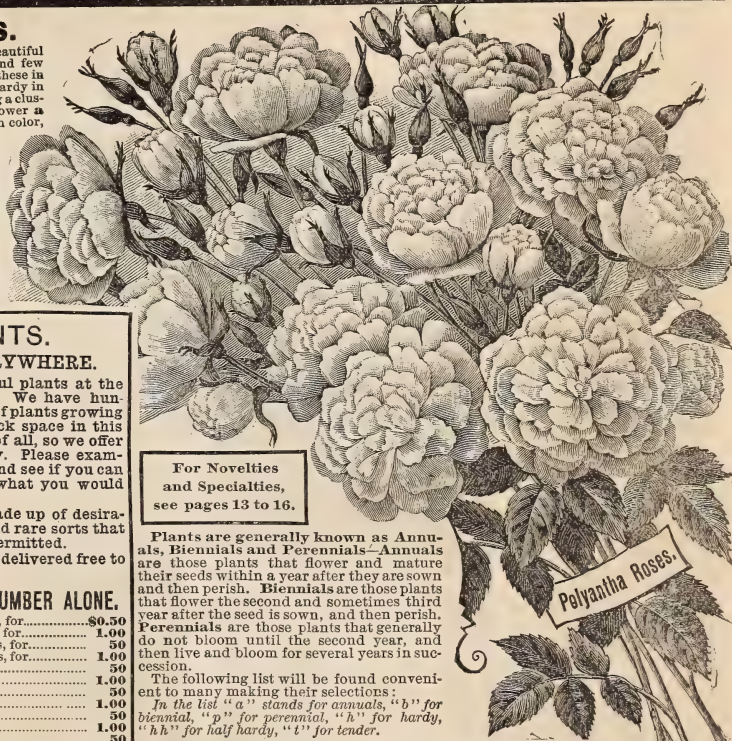 S.
eautiful
nd few
these in
ardy in
g a clus-
ower a
n color,
NTS.
YWHERE.
ul plants at the
We have hun-
f plants growing
ck space in this
of all, so we offer
y. Please exam-
nd see if you can
what you would
ade up of desira-
d rare sorts that
ermitted.
delivered free to
UMBER ALONE.
, for..............$0.50
for................ 1.00
s, for.............. 50
s, for.............. 1.00
.................... 50
.................... 1.00
.................... 50
.................... 1.00
.................... 50
.................... 1.00
.................... 50
For Novelties
and Specialties,
see pages 13 to 16.
Plants are generally known as Annu-
als, Biennials and Perennials—Annuals
are those plants that flower and mature
their seeds within a year after they are sown
and then perish. Biennials are those plants
that flower the second and sometimes third
year after the seed is sown, and then perish.
Perennials are those plants that generally
do not bloom until the second year, and
then live and bloom for several years in suc-
cession.
The following list will be found conveni-
ent to many making their selections:
In the list "a" stands for annuals, "b" for
biennial, "p" for perennial, "h" for hardy,
"hh" for half hardy, "t" for tender.
Polyantha Roses.